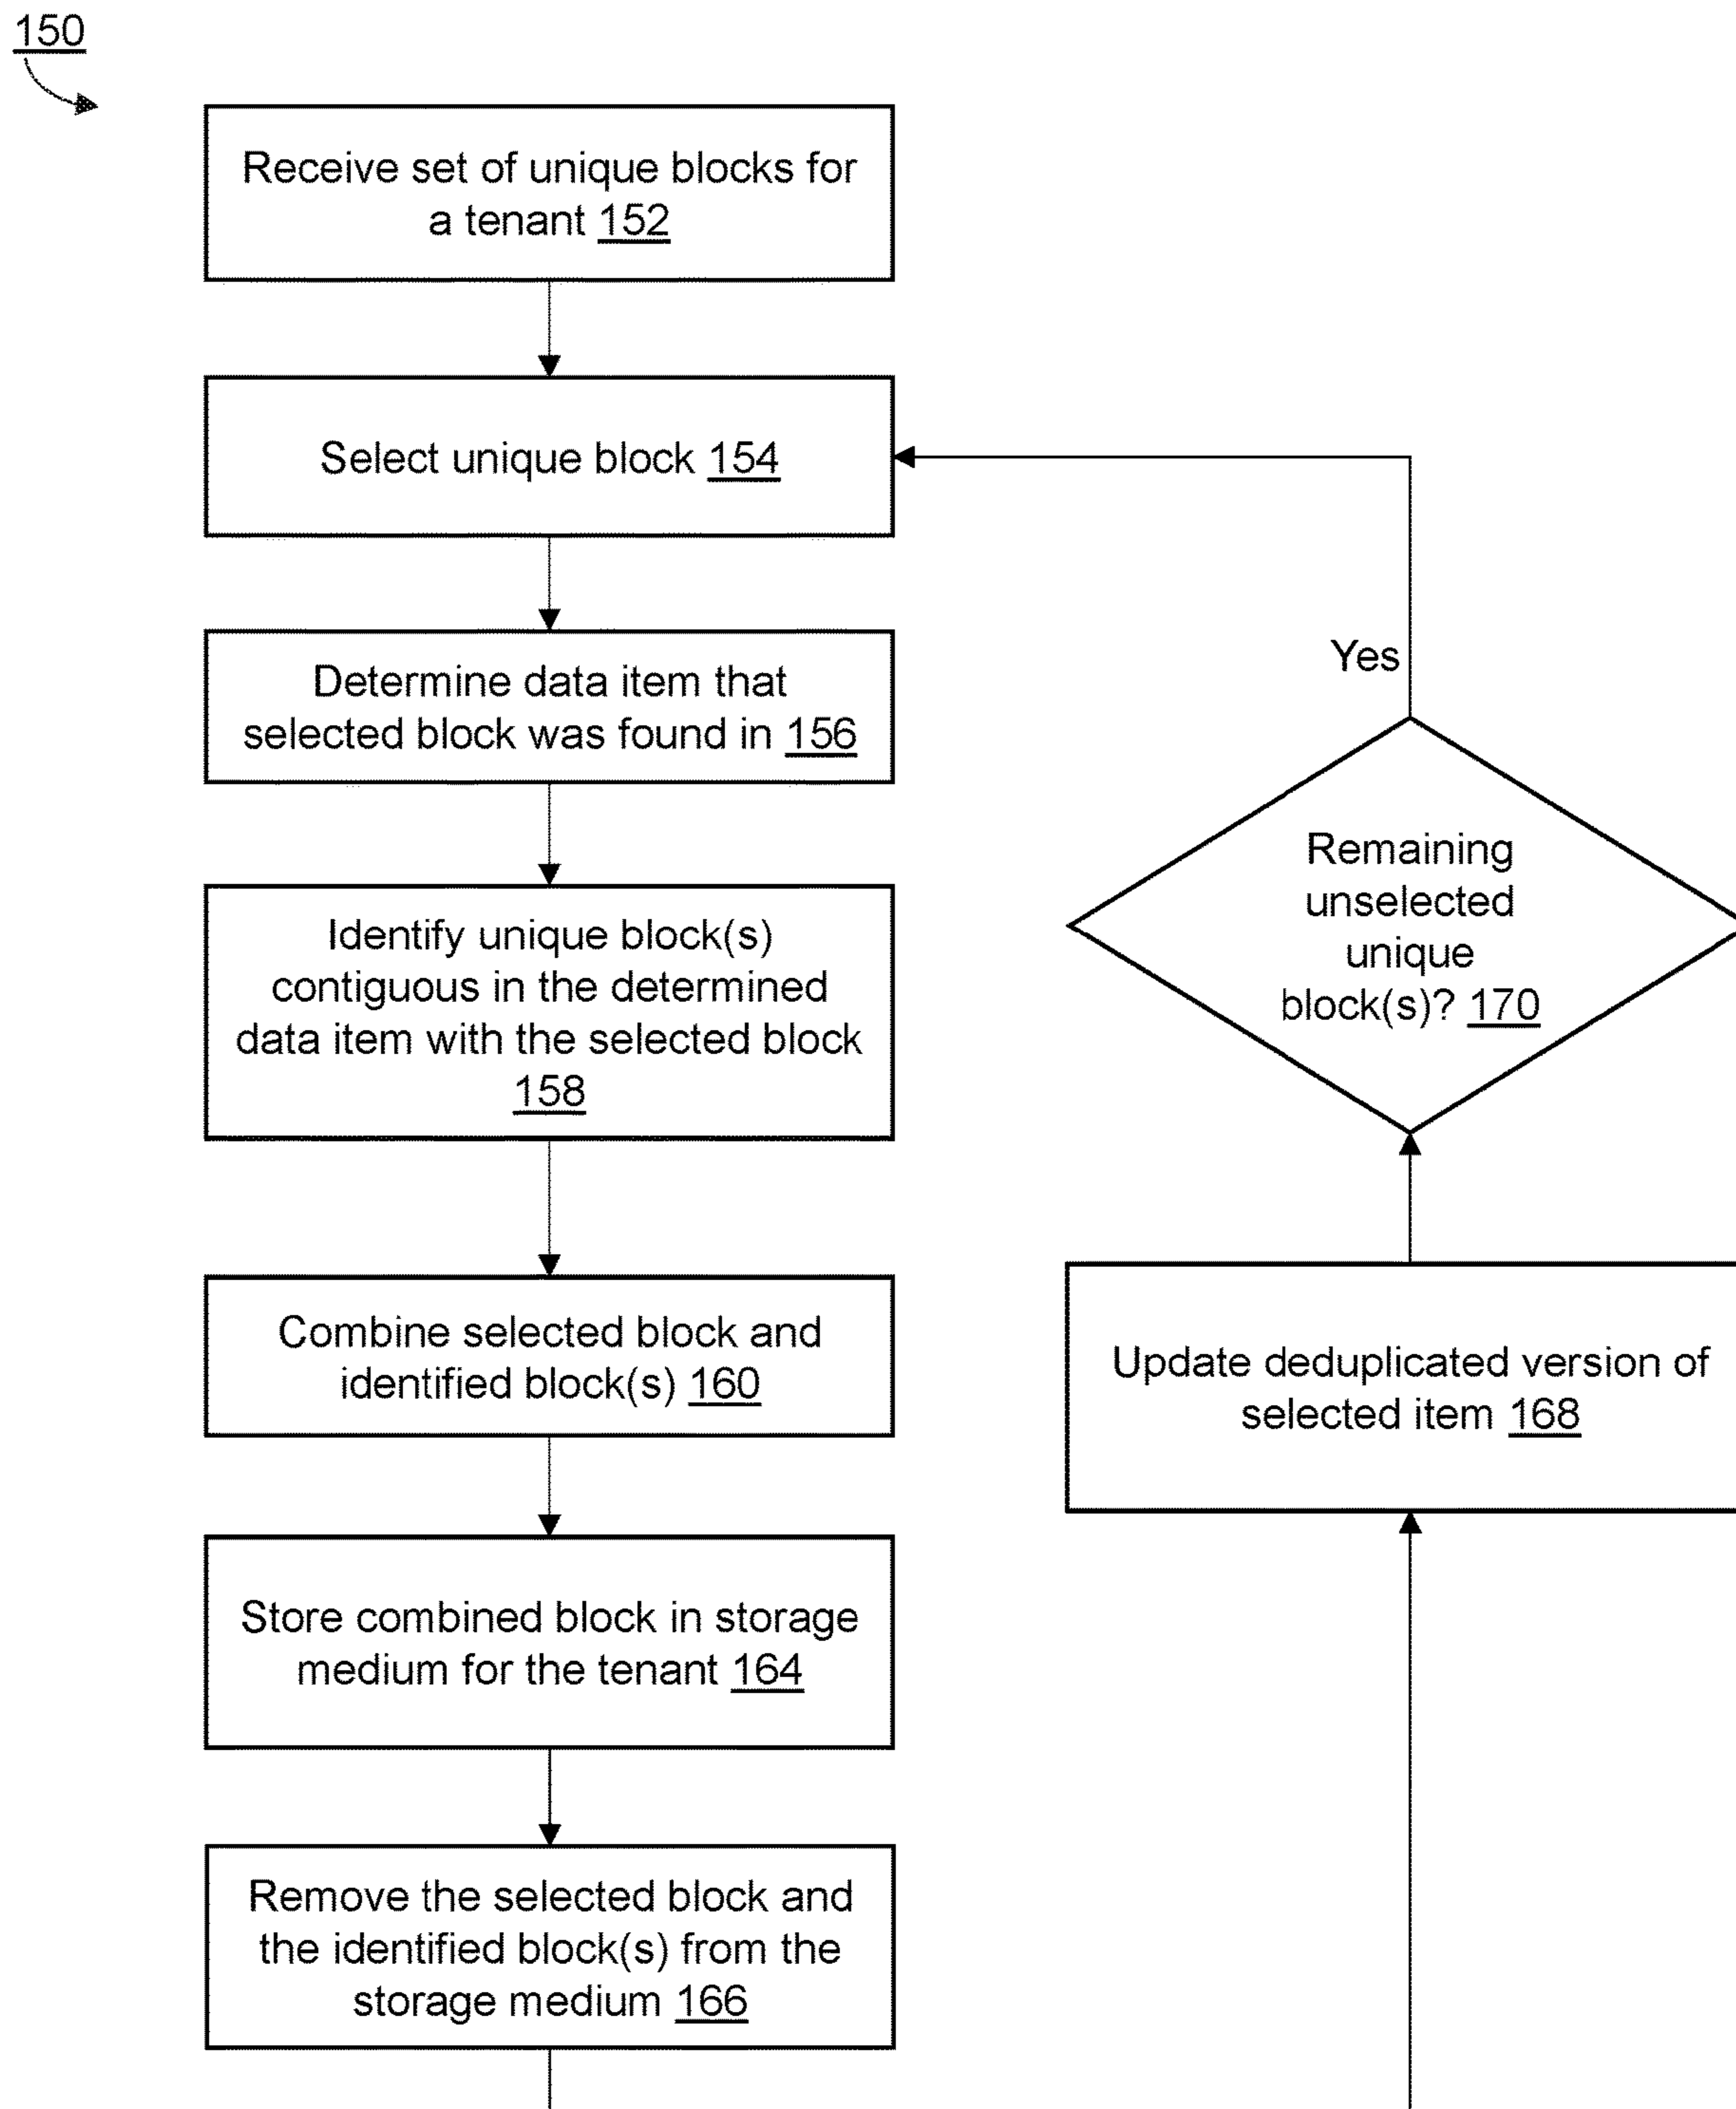 150
Receive set of unique blocks for
a tenant 152
Select unique block 154
Determine data item that
selected block was found in 156
Identify unique block(s)
contiguous in the determined
data item with the selected block
158
Combine selected block and
identified block(s) 160
Store combined block in storage
medium for the tenant 164
Remove the selected block and
the identified block(s) from the
storage medium 166
Update deduplicated version of
selected item 168
Remaining
unselected
unique
block(s)? 170
Yes